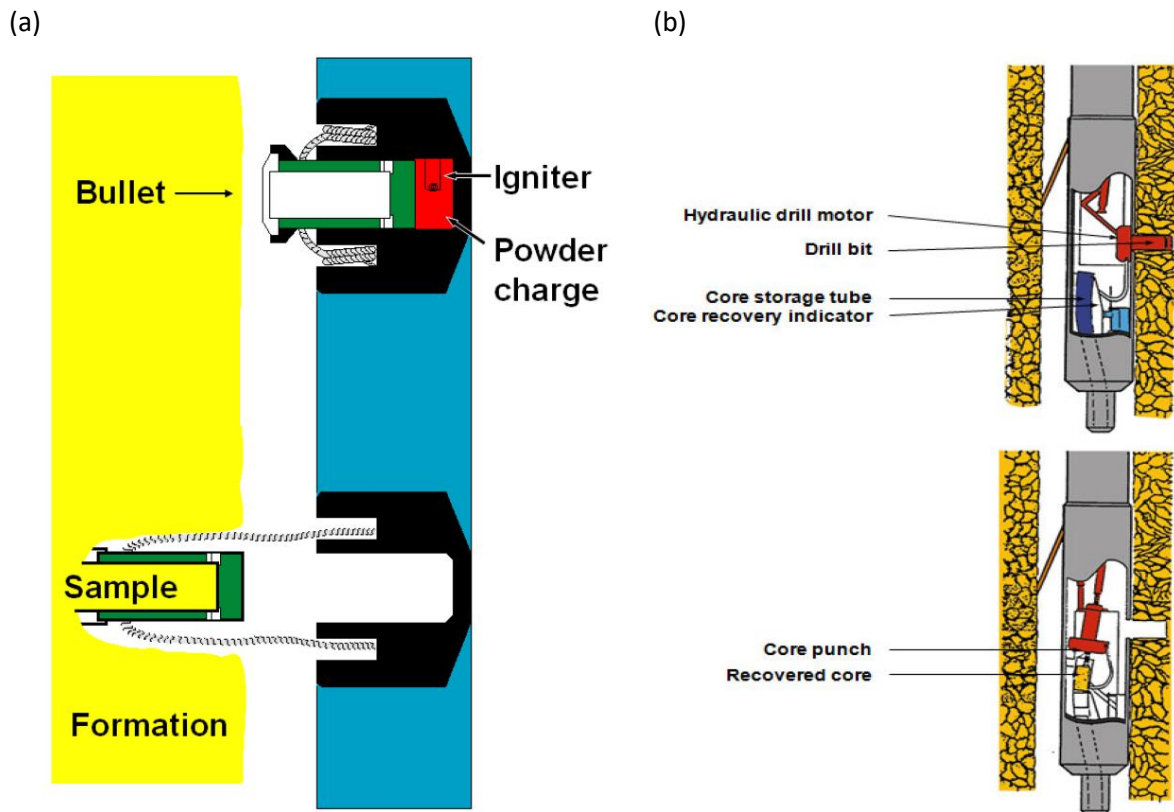 (a)
(b)
Bullet
Igniter
Powder
charge
Sample
Formation
Hydraulic drill motor
Drill bit
Core storage tube
Core recovery indicator
Core punch
Recovered core